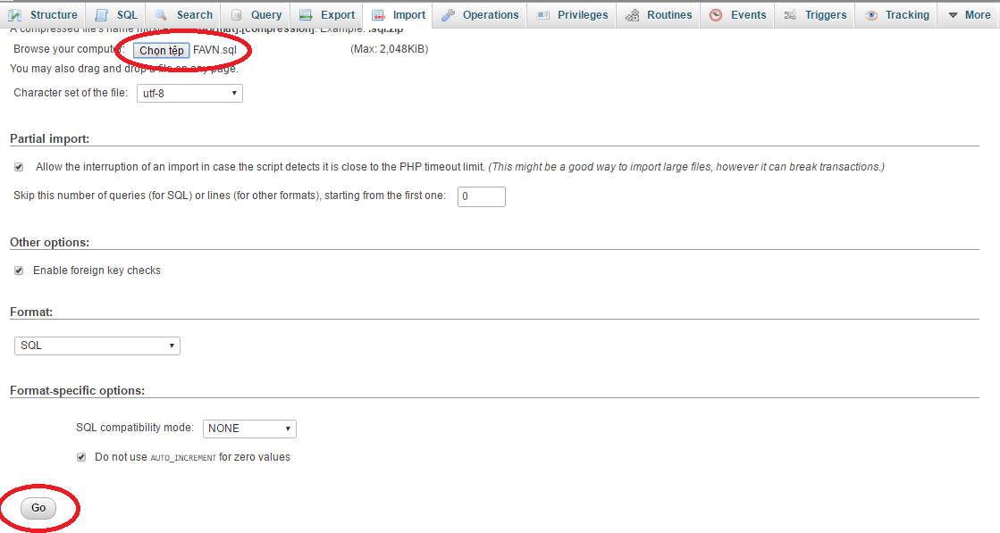 Structure SQL Search Query Export Import Operations Privileges Routines Events Triggers Tracking More
A compressed file's name must [compression]. Example: .sql.zip
Browse your computer: Chọn tệp FAVN.sql (Max: 2,048KiB)
You may also drag and drop a file on any page.
Character set of the file: utf-8
Partial import:
Allow the interruption of an import in case the script detects it is close to the PHP timeout limit. (This might be a good way to import large files, however it can break transactions.)
Skip this number of queries (for SQL) or lines (for other formats), starting from the first one: 0
Other options:
Enable foreign key checks
Format:
SQL
Format-specific options:
SQL compatibility mode: NONE
Do not use AUTO_INCREMENT for zero values
Go